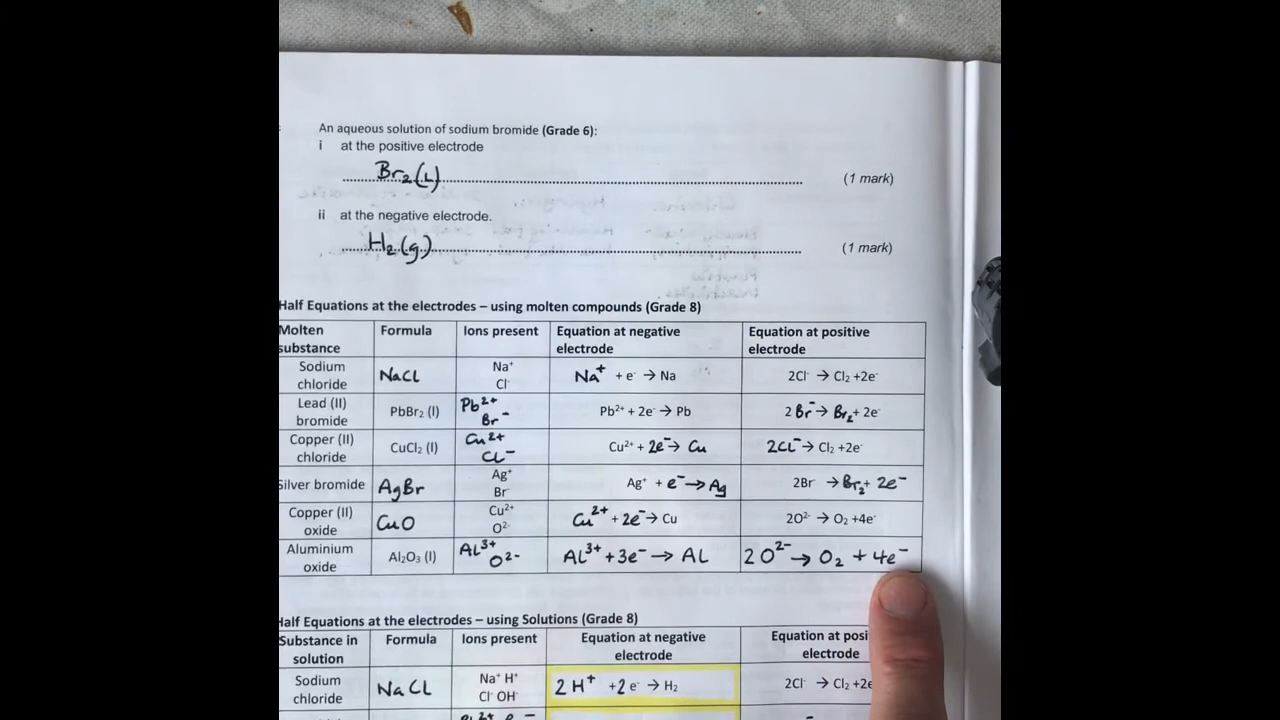 An aqueous solution of sodium bromide (Grade 6):
i at the positive electrode
Br₂(L) (1 mark)
ii at the negative electrode.
H₂(g) (1 mark)
Half Equations at the electrodes – using molten compounds (Grade 8)
Molten substance Formula Ions present Equation at negative electrode Equation at positive electrode
Sodium chloride NaCl Na⁺ Cl⁻ Na⁺ + e⁻ → Na 2Cl⁻ → Cl₂ +2e⁻
Lead (II) bromide PbBr₂ (l) Pb²⁺ Br⁻ Pb²⁺ + 2e⁻ → Pb 2Br⁻ → Br₂ + 2e⁻
Copper (II) chloride CuCl₂ (l) Cu²⁺ CL⁻ Cu²⁺ + 2e⁻ → Cu 2CL⁻ → Cl₂ +2e⁻
Silver bromide AgBr Ag⁺ Br⁻ Ag⁺ + e⁻ → Ag 2Br⁻ → Br₂ + 2e⁻
Copper (II) oxide CuO Cu²⁺ O²⁻ Cu²⁺ + 2e⁻ → Cu 2O²⁻ → O₂ +4e⁻
Aluminium oxide Al₂O₃ (l) AL³⁺ O²⁻ AL³⁺ + 3e⁻ → AL 2O²⁻ → O₂ + 4e⁻
Half Equations at the electrodes – using Solutions (Grade 8)
Substance in solution Formula Ions present Equation at negative electrode Equation at posi electrode
Sodium chloride NaCL Na⁺ H⁺ Cl⁻ OH⁻ 2H⁺ +2e⁻ → H₂ 2Cl⁻ → Cl₂ +2e